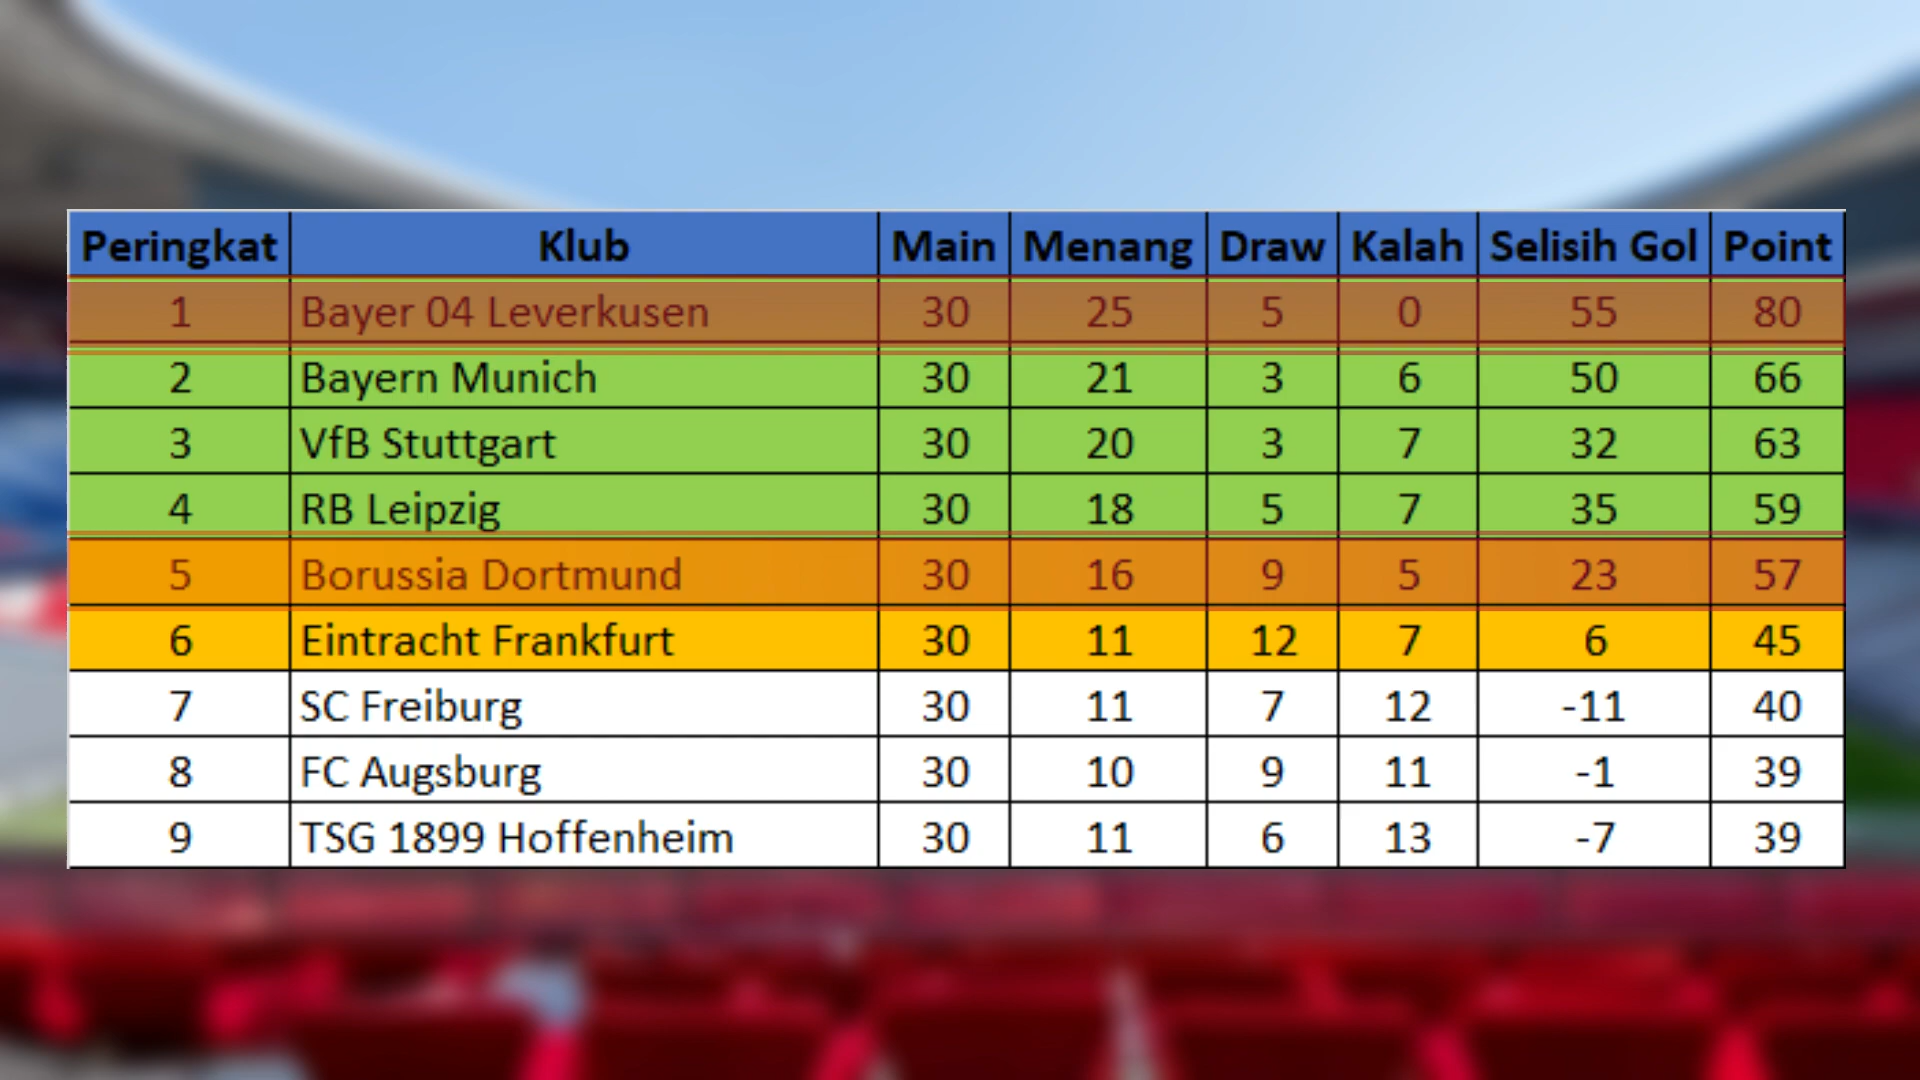 Peringkat Klub Main Menang Draw Kalah Selisih Gol Point
1 Bayer 04 Leverkusen 30 25 5 0 55 80
2 Bayern Munich 30 21 3 6 50 66
3 VfB Stuttgart 30 20 3 7 32 63
4 RB Leipzig 30 18 5 7 35 59
5 Borussia Dortmund 30 16 9 5 23 57
6 Eintracht Frankfurt 30 11 12 7 6 45
7 SC Freiburg 30 11 7 12 -11 40
8 FC Augsburg 30 10 9 11 -1 39
9 TSG 1899 Hoffenheim 30 11 6 13 -7 39